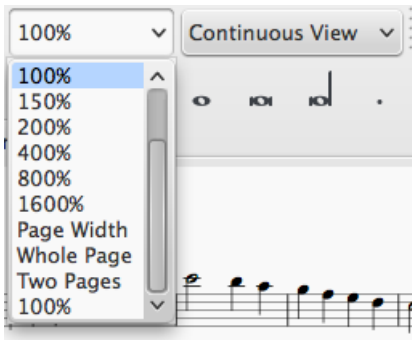 100% Continuous View
100%
150%
200%
400%
800%
1600%
Page Width
Whole Page
Two Pages
100%